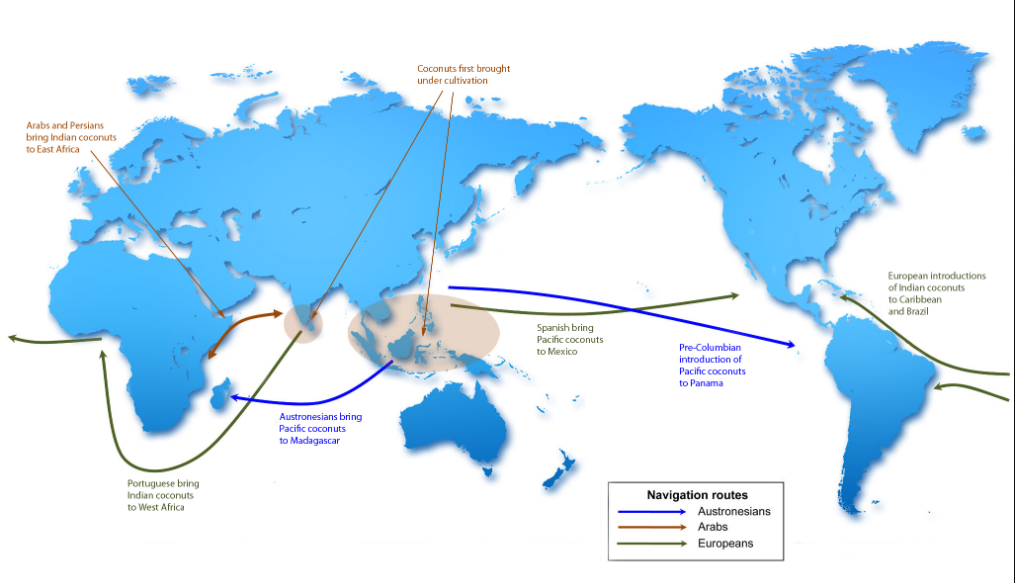 Coconuts first brought
under cultivation
Arabs and Persians
bring Indian coconuts
to East Africa
European introductions
of Indian coconuts
to Caribbean
and Brazil
Spanish bring
Pacific coconuts
to Mexico
Pre-Columbian
introduction of
Pacific coconuts
to Panama
Austronesians bring
Pacific coconuts
to Madagascar
Portuguese bring
Indian coconuts
to West Africa
Navigation routes
Austronesians
Arabs
Europeans